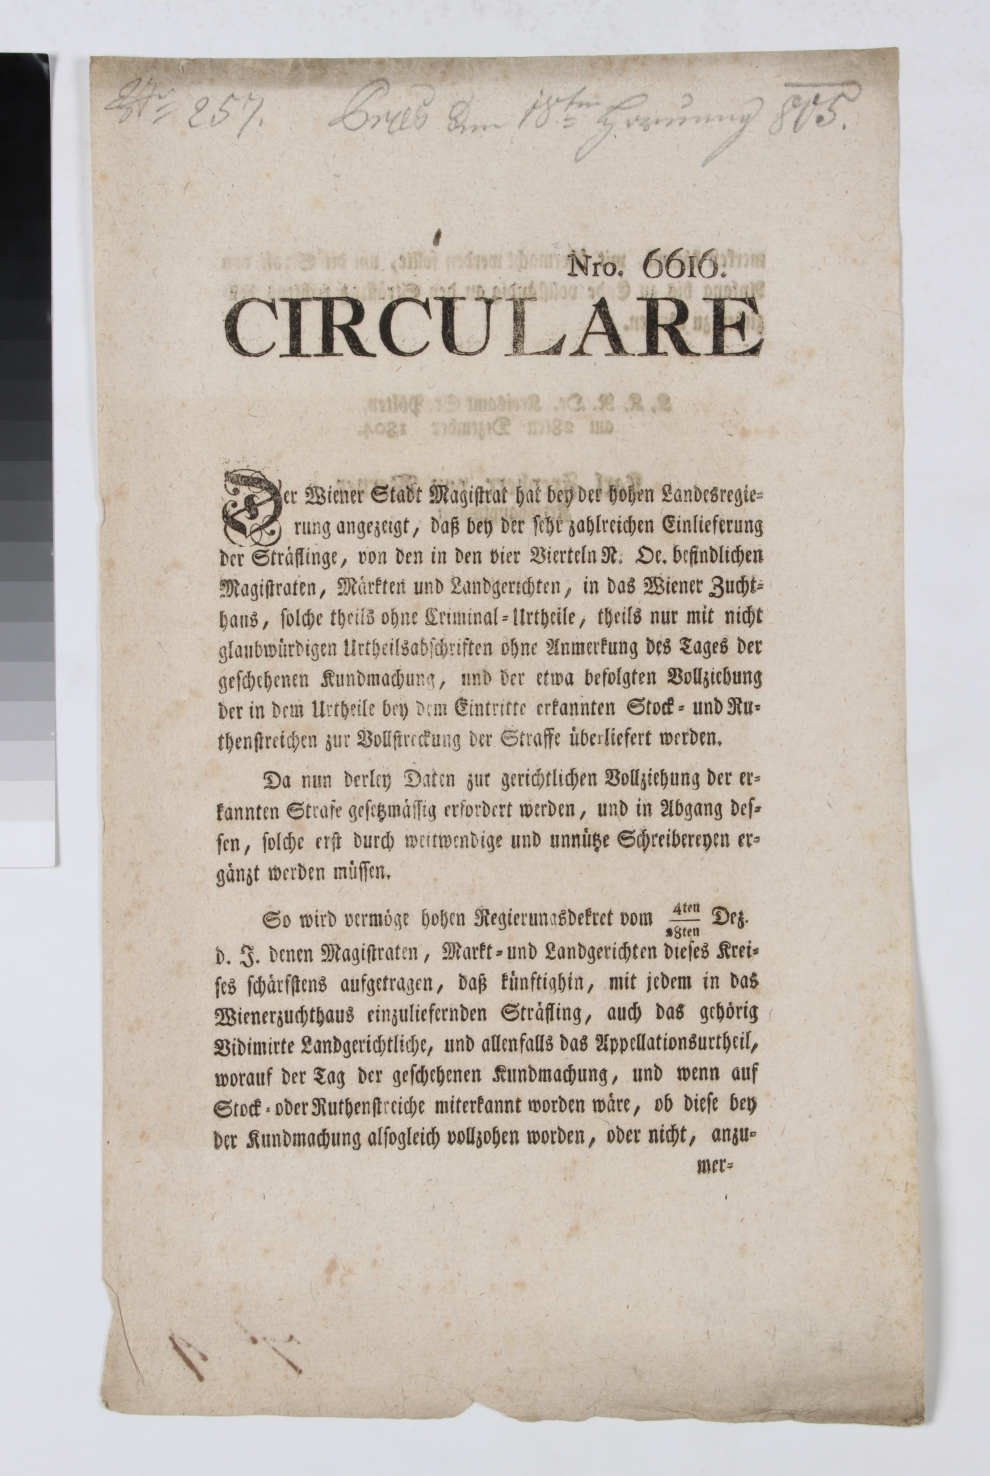 Nro 257. Præs den 18ten Hornung 805.
Nro. 6616.
CIRCULARE
Der Wiener Stadt Magistrat hat bey der hohen Landesregie-
rung angezeigt, daß bey der sehr zahlreichen Einlieferung
der Sträflinge, von den in den vier Vierteln N. Oe. befindlichen
Magistraten, Märkten und Landgerichten, in das Wiener Zucht-
haus, solche theils ohne Criminal-Urtheile, theils nur mit nicht
glaubwürdigen Urtheilsabschriften ohne Anmerkung des Tages der
geschehenen Kundmachung, und der etwa befolgten Vollziehung
der in dem Urtheile bey dem Eintritte erkannten Stock- und Ru-
thenstreichen zur Vollstreckung der Straffe überliefert werden.
Da nun derley Daten zur gerichtlichen Vollziehung der er-
kannten Strafe gesetzmässig erfordert werden, und in Abgang des-
sen, solche erst durch weitwendige und unnütze Schreibereyen er-
gänzt werden müssen.
So wird vermöge hohen Regierungsdekret vom 4ten/28ten Dez.
d. J. denen Magistraten, Markt- und Landgerichten dieses Krei-
ses schärfstens aufgetragen, daß künftighin, mit jedem in das
Wienerzuchthaus einzuliefernden Sträfling, auch das gehörig
Vidimirte Landgerichtliche, und allenfalls das Appellationsurtheil,
worauf der Tag der geschehenen Kundmachung, und wenn auf
Stock- oder Ruthenstreiche miterkannt worden wäre, ob diese bey
der Kundmachung alsogleich vollzohen worden, oder nicht, anzu-
mer-